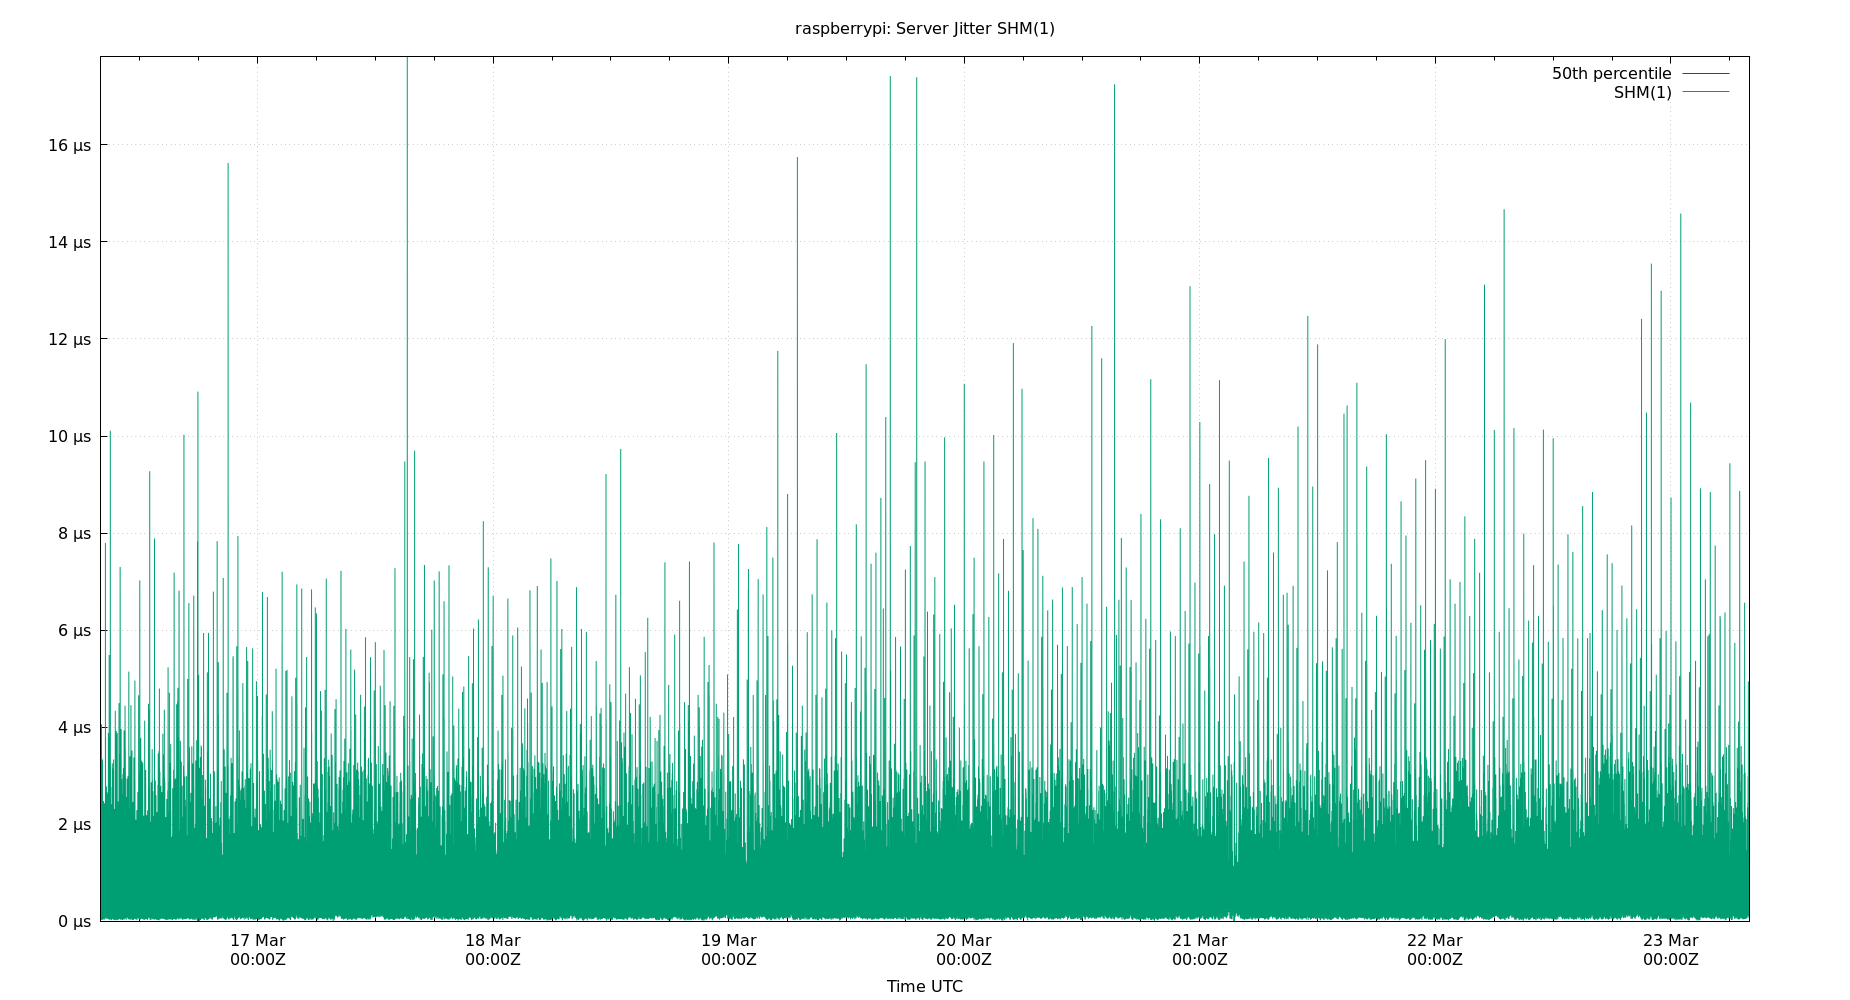 raspberrypi: Server Jitter SHM(1)
50th percentile
SHM(1)
16 µs
14 µs
12 µs
10 µs
8 µs
6 µs
4 µs
2 µs
0 µs
17 Mar 18 Mar 19 Mar 20 Mar 21 Mar 22 Mar 23 Mar
00:00Z 00:00Z 00:00Z 00:00Z 00:00Z 00:00Z 00:00Z
Time UTC